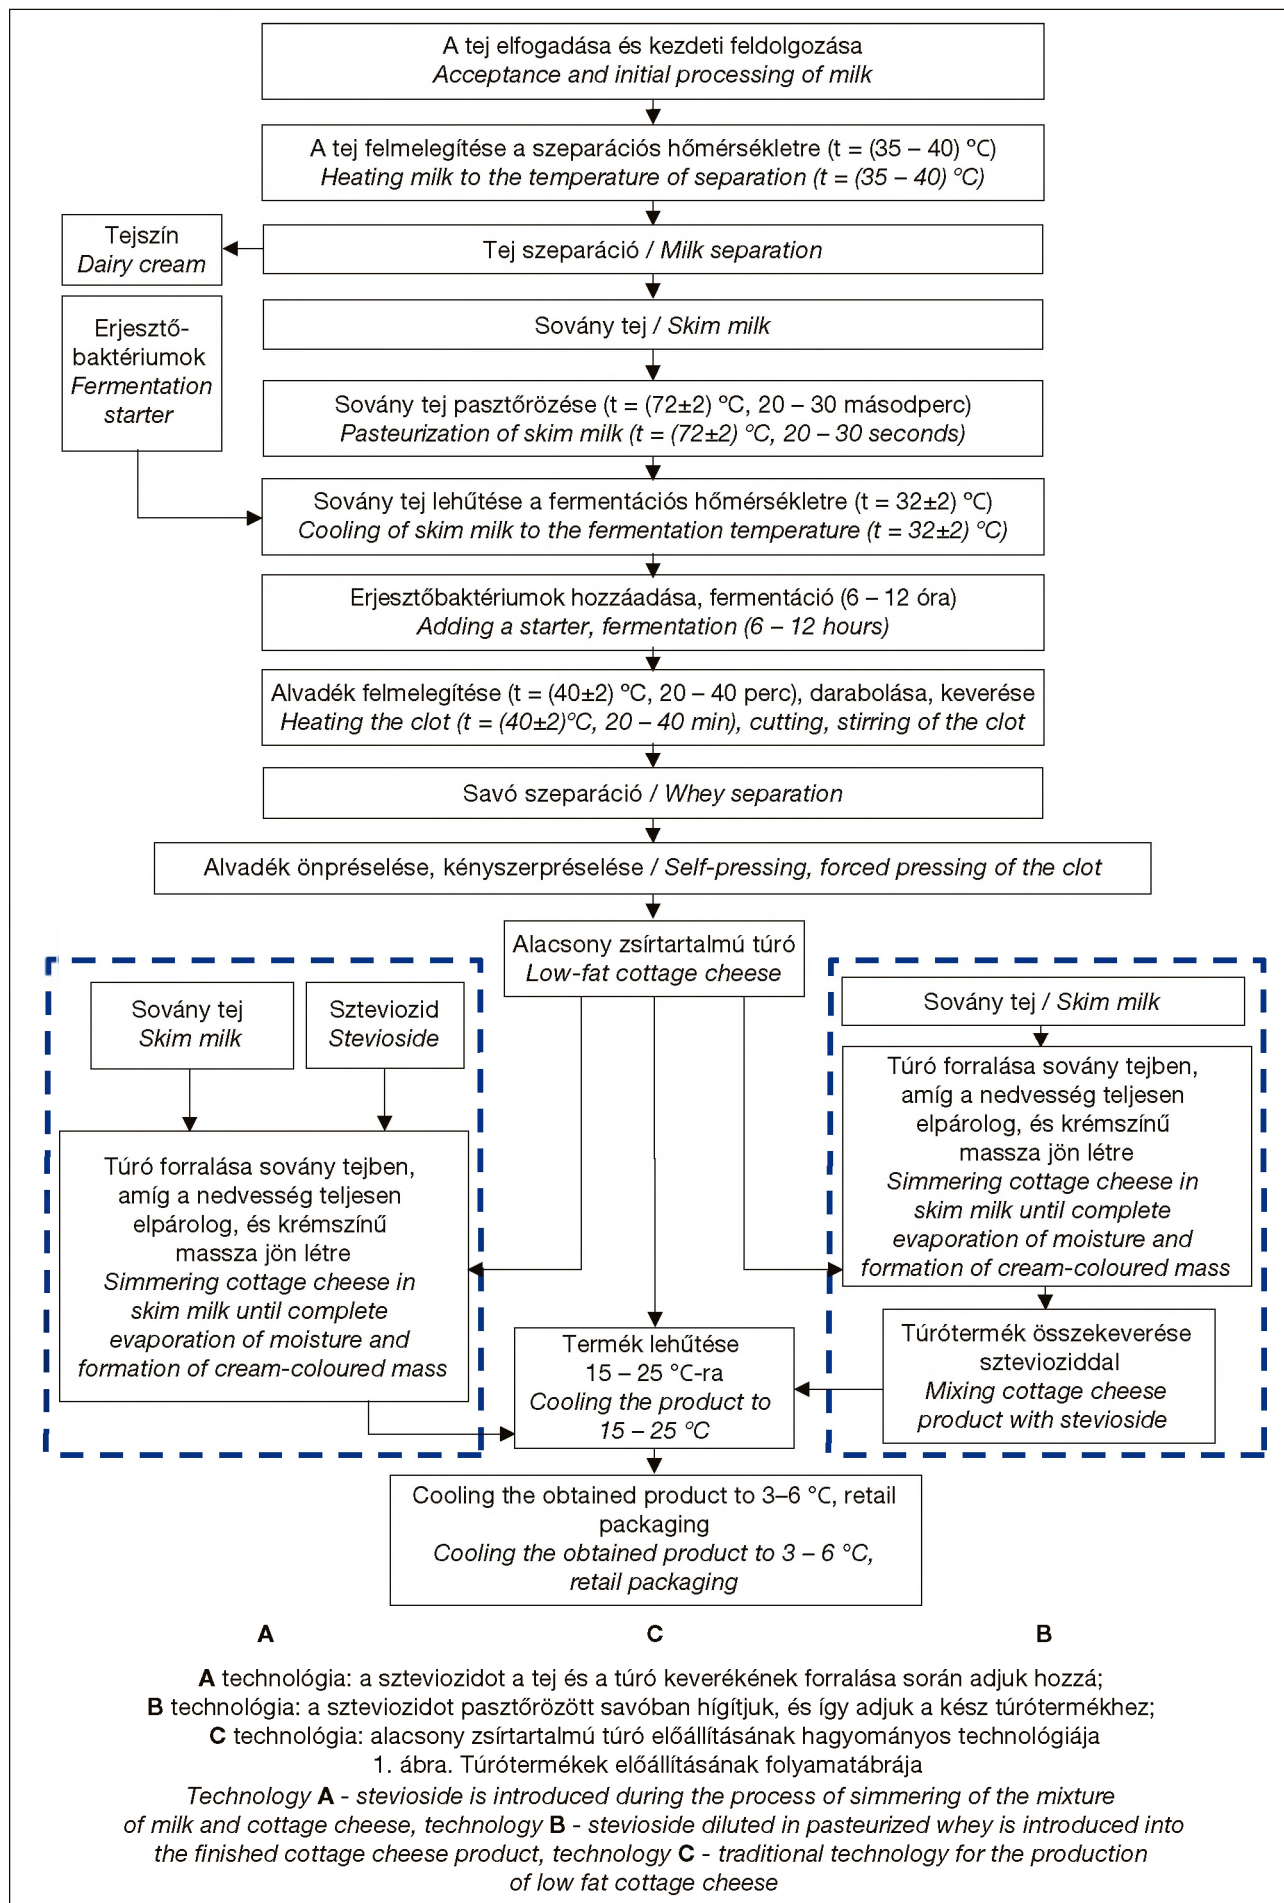 A tej elfogadása és kezdeti feldolgozása
Acceptance and initial processing of milk
A tej felmelegítése a szeparációs hőmérsékletre (t = (35 – 40) ºC)
Heating milk to the temperature of separation (t = (35 – 40) ºC)
Tejszín
Dairy cream
Tej szeparáció / Milk separation
Sovány tej / Skim milk
Erjesztő-
baktériumok
Fermentation
starter
Sovány tej pasztőrözése (t = (72±2) ºC, 20 – 30 másodperc)
Pasteurization of skim milk (t = (72±2) ºC, 20 – 30 seconds)
Sovány tej lehűtése a fermentációs hőmérsékletre (t = 32±2) ºC)
Cooling of skim milk to the fermentation temperature (t = 32±2) ºC)
Erjesztőbaktériumok hozzáadása, fermentáció (6 – 12 óra)
Adding a starter, fermentation (6 – 12 hours)
Alvadék felmelegítése (t = (40±2) ºC, 20 – 40 perc), darabolása, keverése
Heating the clot (t = (40±2)ºC, 20 – 40 min), cutting, stirring of the clot
Savó szeparáció / Whey separation
Alvadék önpréselése, kényszerpréselése / Self-pressing, forced pressing of the clot
Alacsony zsírtartalmú túró
Low-fat cottage cheese
Sovány tej
Skim milk
Szteviozid
Stevioside
Túró forralása sovány tejben,
amíg a nedvesség teljesen
elpárolog, és krémszínű
massza jön létre
Simmering cottage cheese in
skim milk until complete
evaporation of moisture and
formation of cream-coloured mass
Sovány tej / Skim milk
Túró forralása sovány tejben,
amíg a nedvesség teljesen
elpárolog, és krémszínű
massza jön létre
Simmering cottage cheese in
skim milk until complete
evaporation of moisture and
formation of cream-coloured mass
Túrótermék összekeverése
szteviozid­dal
Mixing cottage cheese
product with stevioside
Termék lehűtése
15 – 25 °C-ra
Cooling the product to
15 – 25 °C
Cooling the obtained product to 3–6 °C, retail
packaging
Cooling the obtained product to 3 – 6 °C,
retail packaging
A C B
A technológia: a szteviozidot a tej és a túró keverékének forralása során adjuk hozzá;
B technológia: a szteviozidot pasztőrözött savóban hígítjuk, és így adjuk a kész túrótermékhez;
C technológia: alacsony zsírtartalmú túró előállításának hagyományos technológiája
1. ábra. Túrótermékek előállításának folyamatábrája
Technology A - stevioside is introduced during the process of simmering of the mixture
of milk and cottage cheese, technology B - stevioside diluted in pasteurized whey is introduced into
the finished cottage cheese product, technology C - traditional technology for the production
of low fat cottage cheese